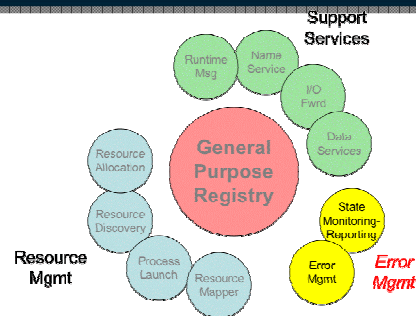 Support
Services
Runtime
Msg
Name
Service
I/O
Fwrd
Data
Services
General
Purpose
Registry
Resource
Allocation
Resource
Discovery
Process
Launch
Resource
Mapper
Resource
Mgmt
State
Monitoring-
Reporting
Error
Mgmt
Error
Mgmt